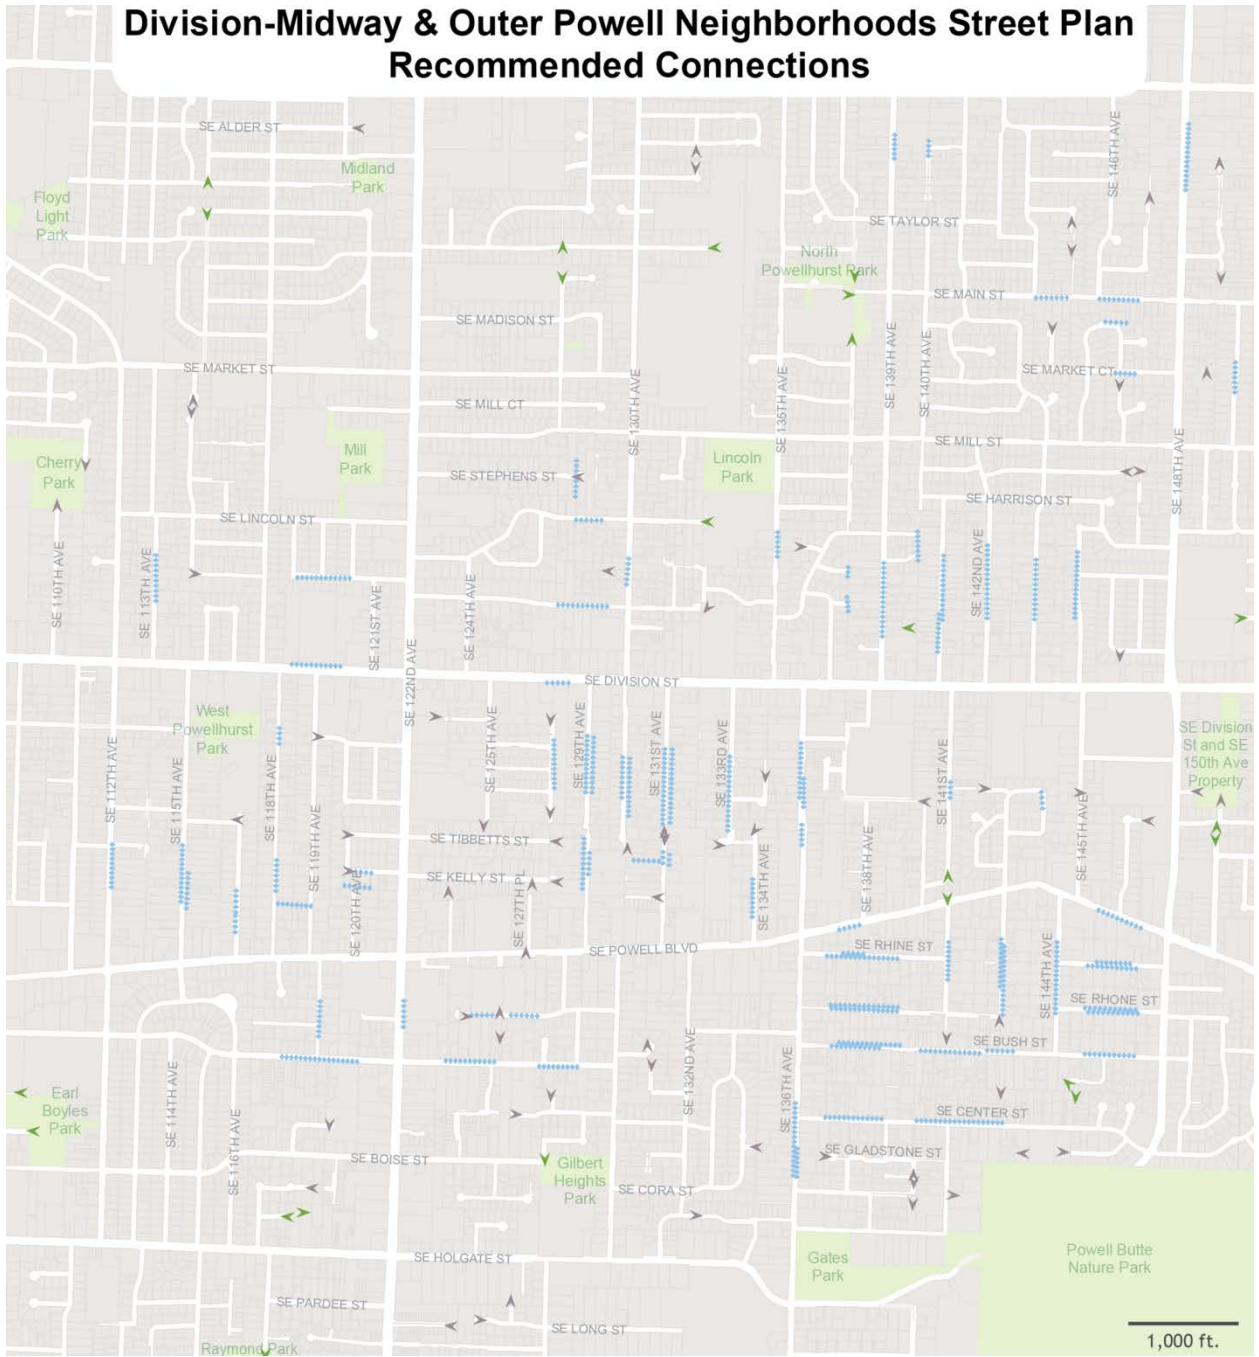 Division-Midway & Outer Powell Neighborhoods Street Plan
Recommended Connections
SE ALDER ST
Midland
Park
Floyd
Light
Park
SE 146TH AVE
SE TAYLOR ST
North
Powellhurst Park
SE MAIN ST
SE MADISON ST
SE MARKET ST
SE 130TH AVE
SE 135TH AVE
SE 139TH AVE
SE 140TH AVE
SE MARKET CT
SE MILL CT
SE MILL ST
Cherry
Park
Mill
Park
SE STEPHENS ST
Lincoln
Park
SE 148TH AVE
SE HARRISON ST
SE LINCOLN ST
SE 110TH AVE
SE 113TH AVE
SE 121ST AVE
SE 122ND AVE
SE 124TH AVE
SE 142ND AVE
SE DIVISION ST
West
Powellhurst
Park
SE Division
St and SE
150th Ave
Property
SE 112TH AVE
SE 115TH AVE
SE 118TH AVE
SE 119TH AVE
SE 125TH AVE
SE 129TH AVE
SE 131ST AVE
SE 133RD AVE
SE 141ST AVE
SE 145TH AVE
SE TIBBETTS ST
SE KELLY ST
SE 120TH AVE
SE 127TH PL
SE 134TH AVE
SE 138TH AVE
SE POWELL BLVD
SE RHINE ST
SE 144TH AVE
SE RHONE ST
SE BUSH ST
SE 132ND AVE
SE 136TH AVE
Earl
Boyles
Park
SE 114TH AVE
SE 116TH AVE
SE CENTER ST
SE GLADSTONE ST
SE BOISE ST
Gilbert
Heights
Park
SE CORA ST
SE HOLGATE ST
Gates
Park
Powell Butte
Nature Park
SE PARDEE ST
SE LONG ST
Raymond Park
1,000 ft.